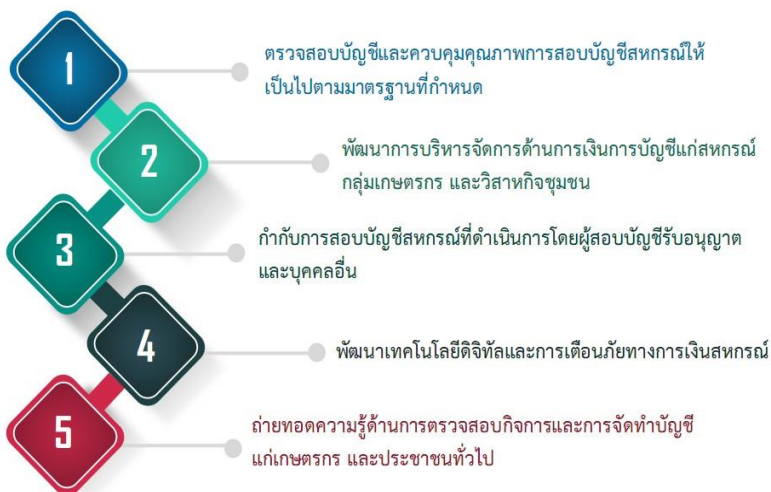 1
ตรวจสอบบัญชีและควบคุมคุณภาพการสอบบัญชีสหกรณ์ให้
เป็นไปตามมาตรฐานที่กำหนด
2
พัฒนาการบริหารจัดการด้านการเงินการบัญชีแก่สหกรณ์
กลุ่มเกษตรกร และวิสาหกิจชุมชน
3
กำกับการสอบบัญชีสหกรณ์ที่ดำเนินการโดยผู้สอบบัญชีรับอนุญาต
และบุคคลอื่น
4
พัฒนาเทคโนโลยีดิจิทัลและการเตือนภัยทางการเงินสหกรณ์
5
ถ่ายทอดความรู้ด้านการตรวจสอบกิจการและการจัดทำบัญชี
แก่เกษตรกร และประชาชนทั่วไป